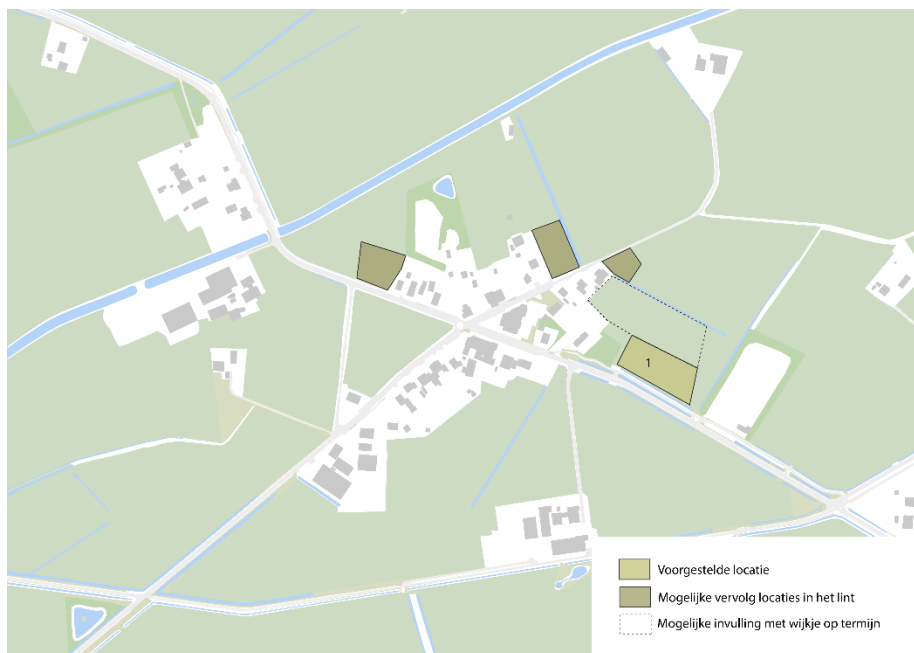 1
Voorgestelde locatie
Mogelijke vervolg locaties in het lint
Mogelijke invulling met wijkje op termijn